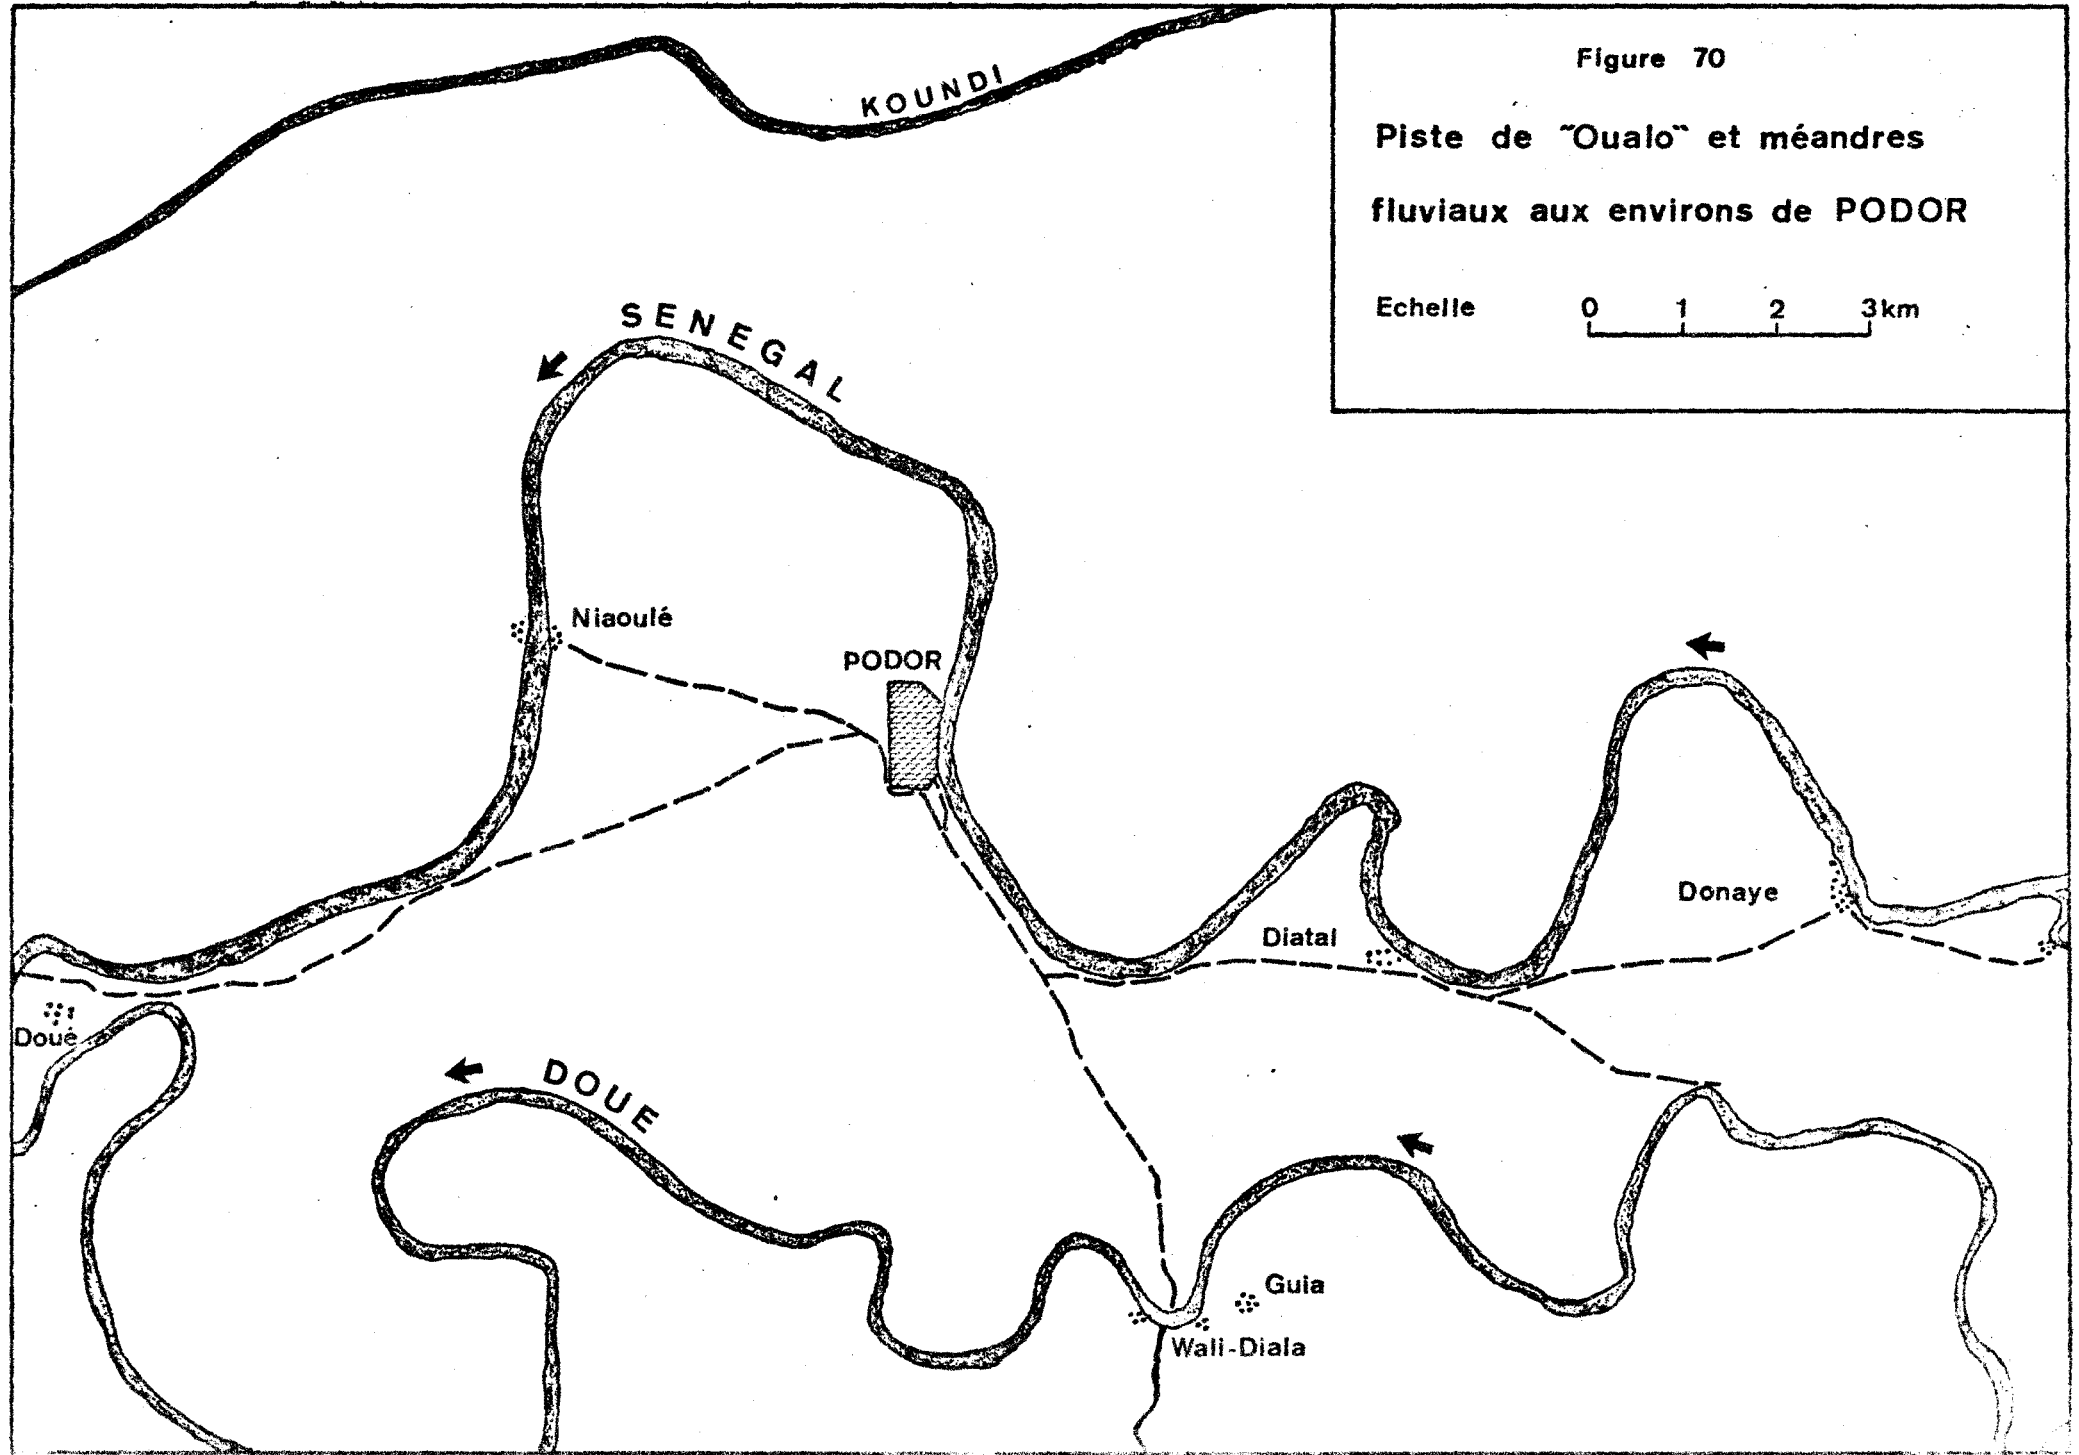 Figure 70
Piste de "Oualo" et méandres
fluviaux aux environs de PODOR
Echelle 0 1 2 3km
KOUNDI
SENEGAL
Niaoulé
PODOR
Donaye
Diatal
Doué
DOUE
Guia
Wali-Diala